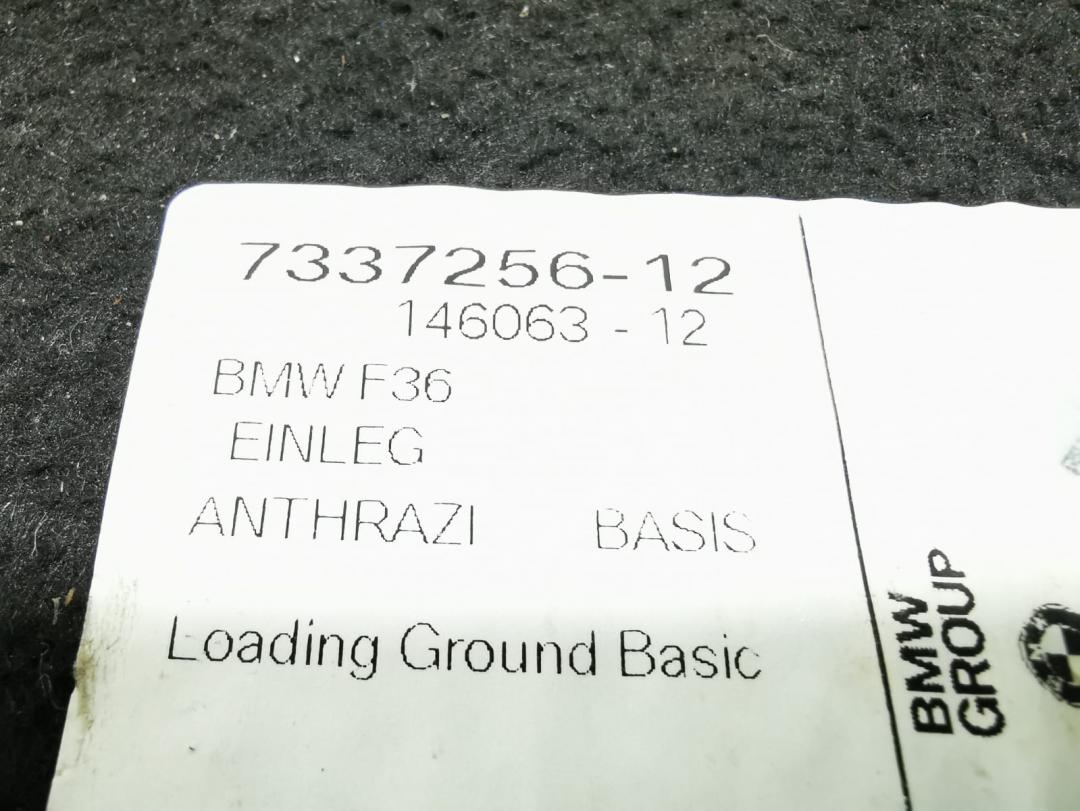 7337256-12
146063 - 12
BMW F36
EINLEG
ANTHRAZI BASIS
Loading Ground Basic
BMW
GROUP